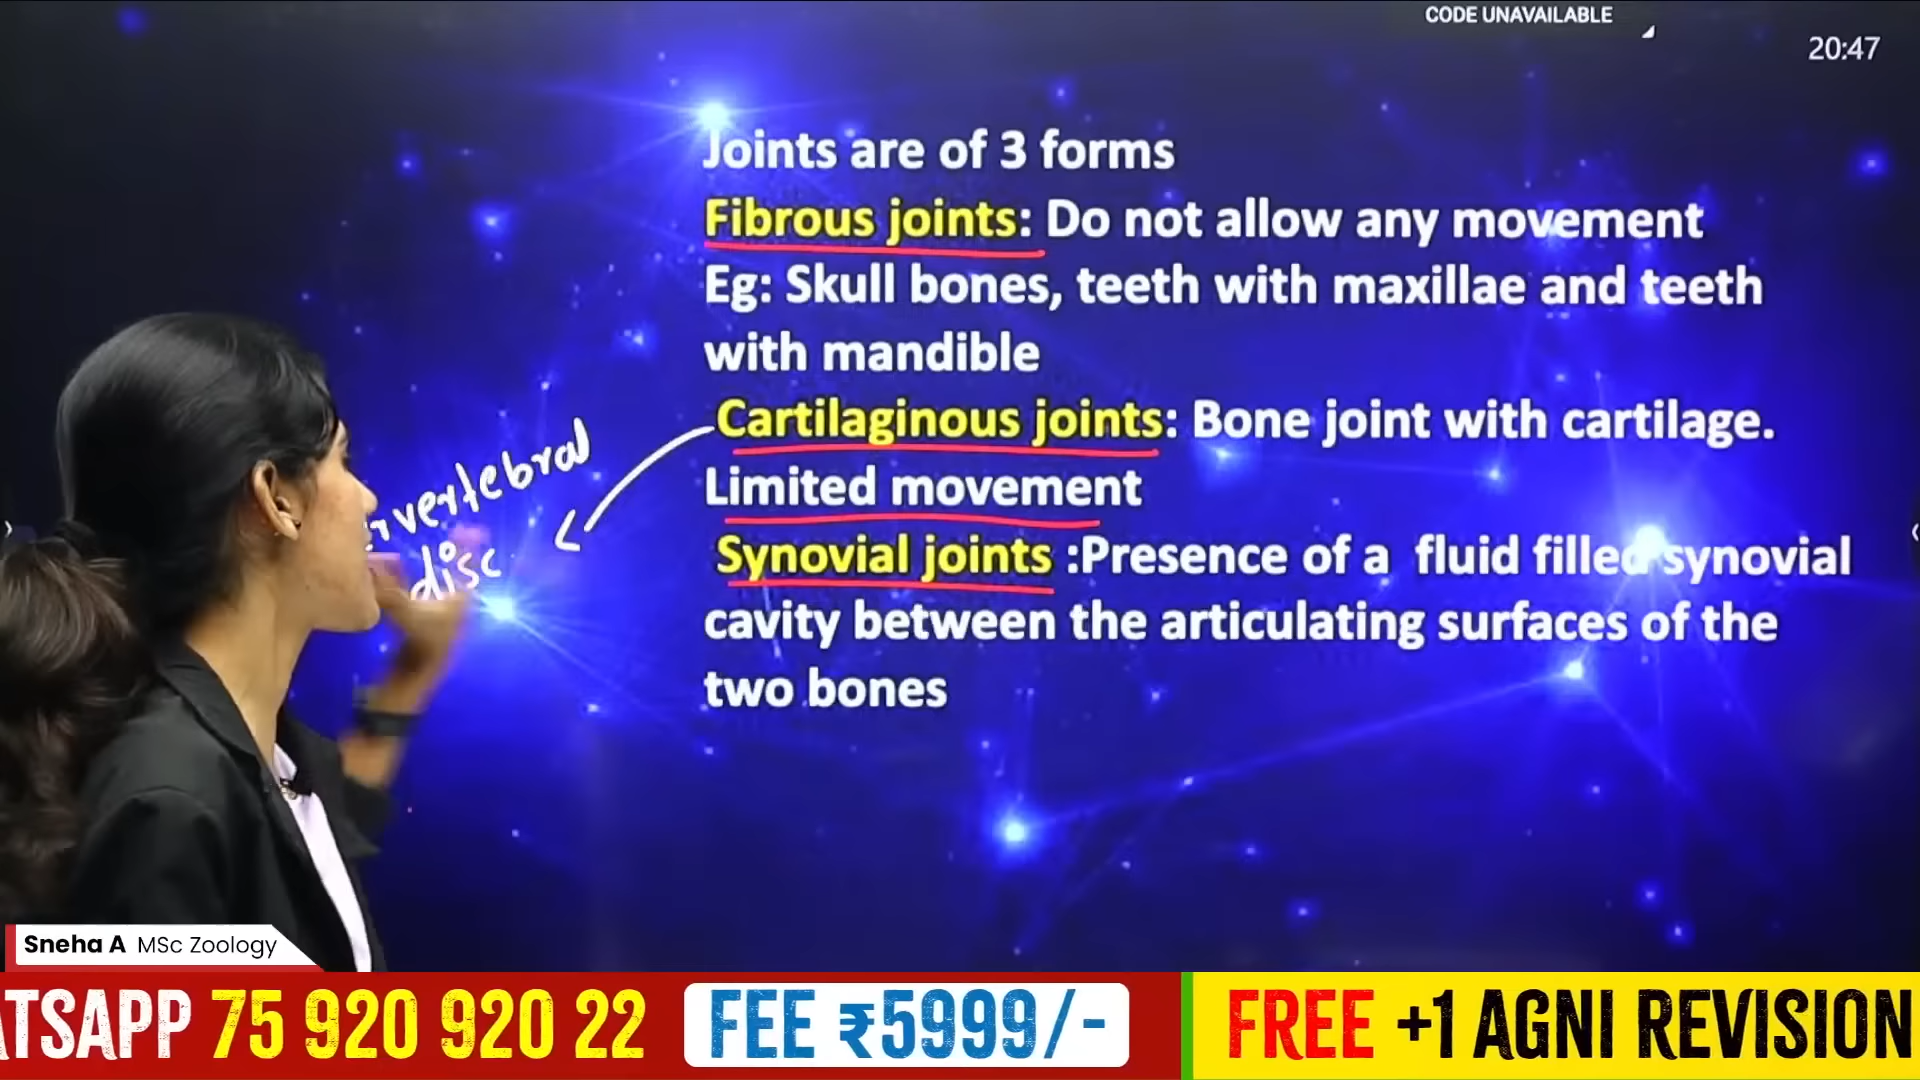 CODE UNAVAILABLE
20:47
Joints are of 3 forms
Fibrous joints: Do not allow any movement
Eg: Skull bones, teeth with maxillae and teeth
with mandible
Cartilaginous joints: Bone joint with cartilage.
Limited movement
Synovial joints :Presence of a fluid filled synovial
cavity between the articulating surfaces of the
two bones
rvertebral
disc
Sneha A MSc Zoology
ATSAPP 75 920 920 22
FEE ₹5999/-
FREE +1 AGNI REVISION